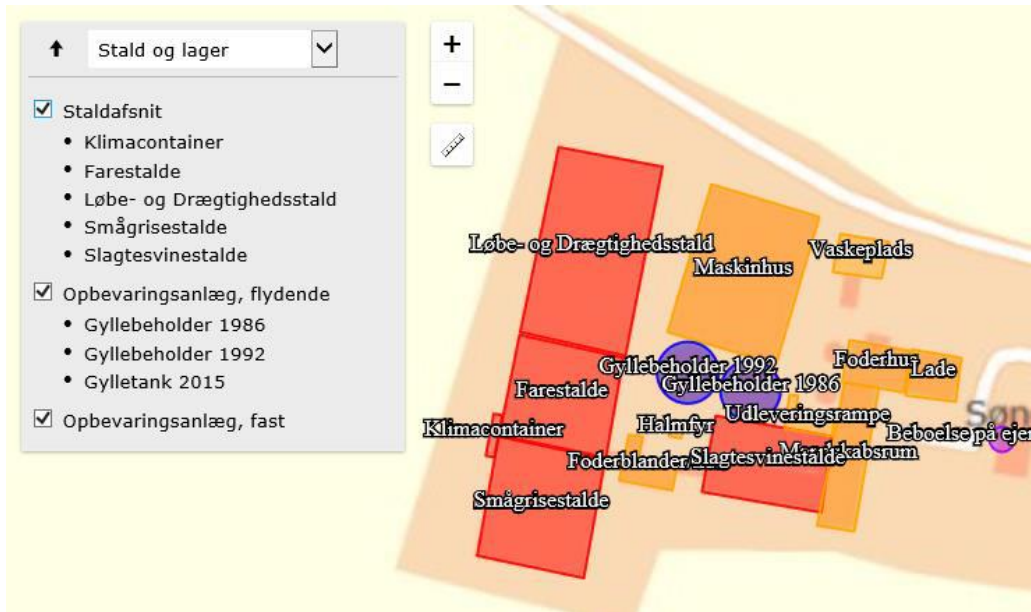 Stald og lager
Staldafsnit
Klimacontainer
Farestalde
Løbe- og Drægtighedsstald
Smågrisestalde
Slagtesvinestalde
Opbevaringsanlæg, flydende
Gyllebeholder 1986
Gyllebeholder 1992
Gylletank 2015
Opbevaringsanlæg, fast
+
−
Løbe- og Drægtighedsstald
Maskinhus
Vaskeplads
Gyllebeholder 1992
Gyllebeholder 1986
Foderhus
Lade
Farestalde
Udleveringsrampe
Halmfyr
Klimacontainer
Beboelse på ejen
Slagtesvinestalde
Smågrisestalde
Søn